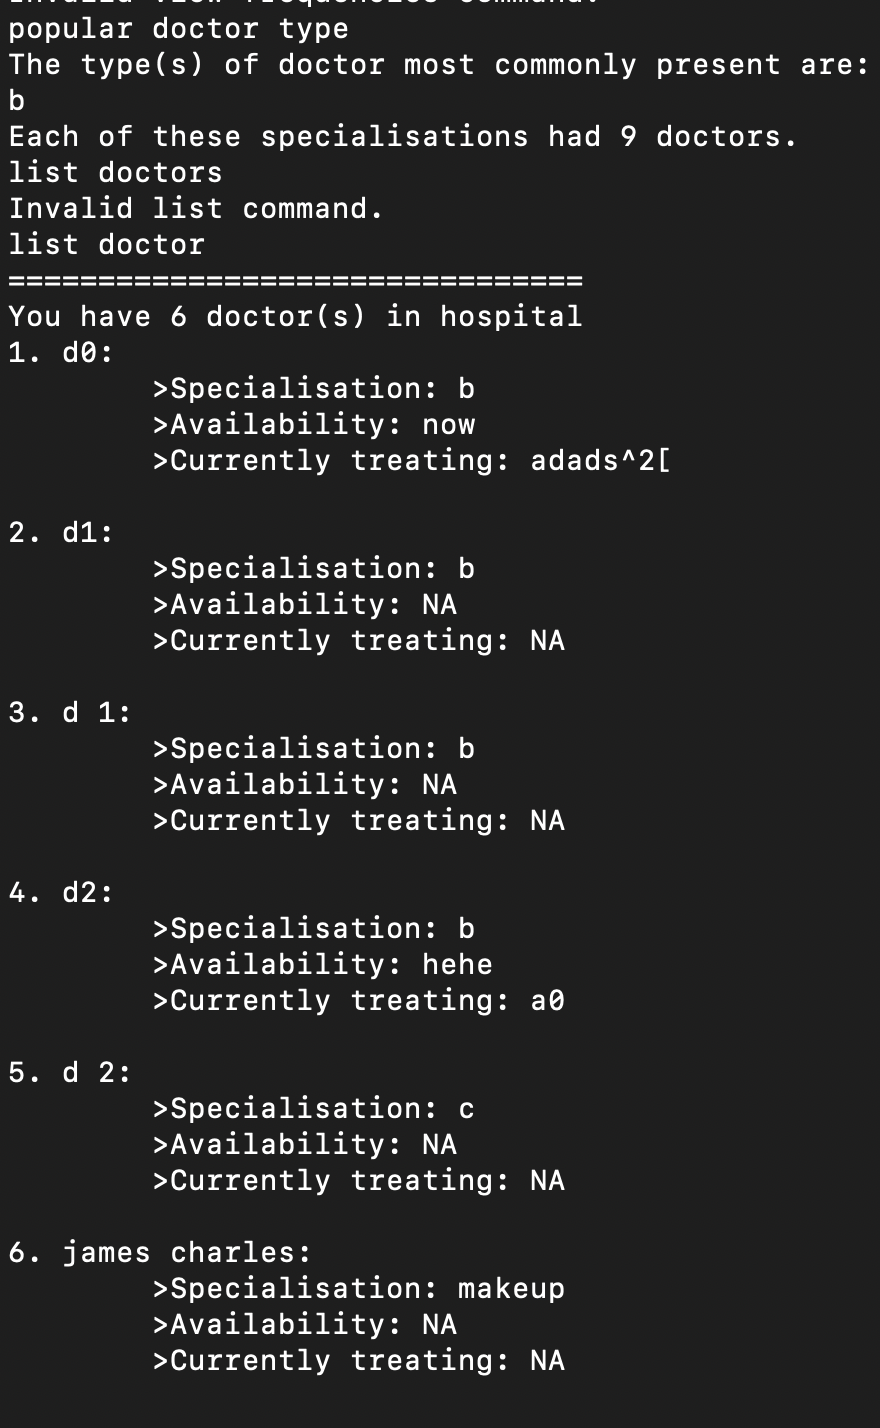 Invalid view frequencies command.
popular doctor type
The type(s) of doctor most commonly present are:
b
Each of these specialisations had 9 doctors.
list doctors
Invalid list command.
list doctor
================================
You have 6 doctor(s) in hospital
1. d0:
>Specialisation: b
>Availability: now
>Currently treating: adads^2[
2. d1:
>Specialisation: b
>Availability: NA
>Currently treating: NA
3. d 1:
>Specialisation: b
>Availability: NA
>Currently treating: NA
4. d2:
>Specialisation: b
>Availability: hehe
>Currently treating: a0
5. d 2:
>Specialisation: c
>Availability: NA
>Currently treating: NA
6. james charles:
>Specialisation: makeup
>Availability: NA
>Currently treating: NA